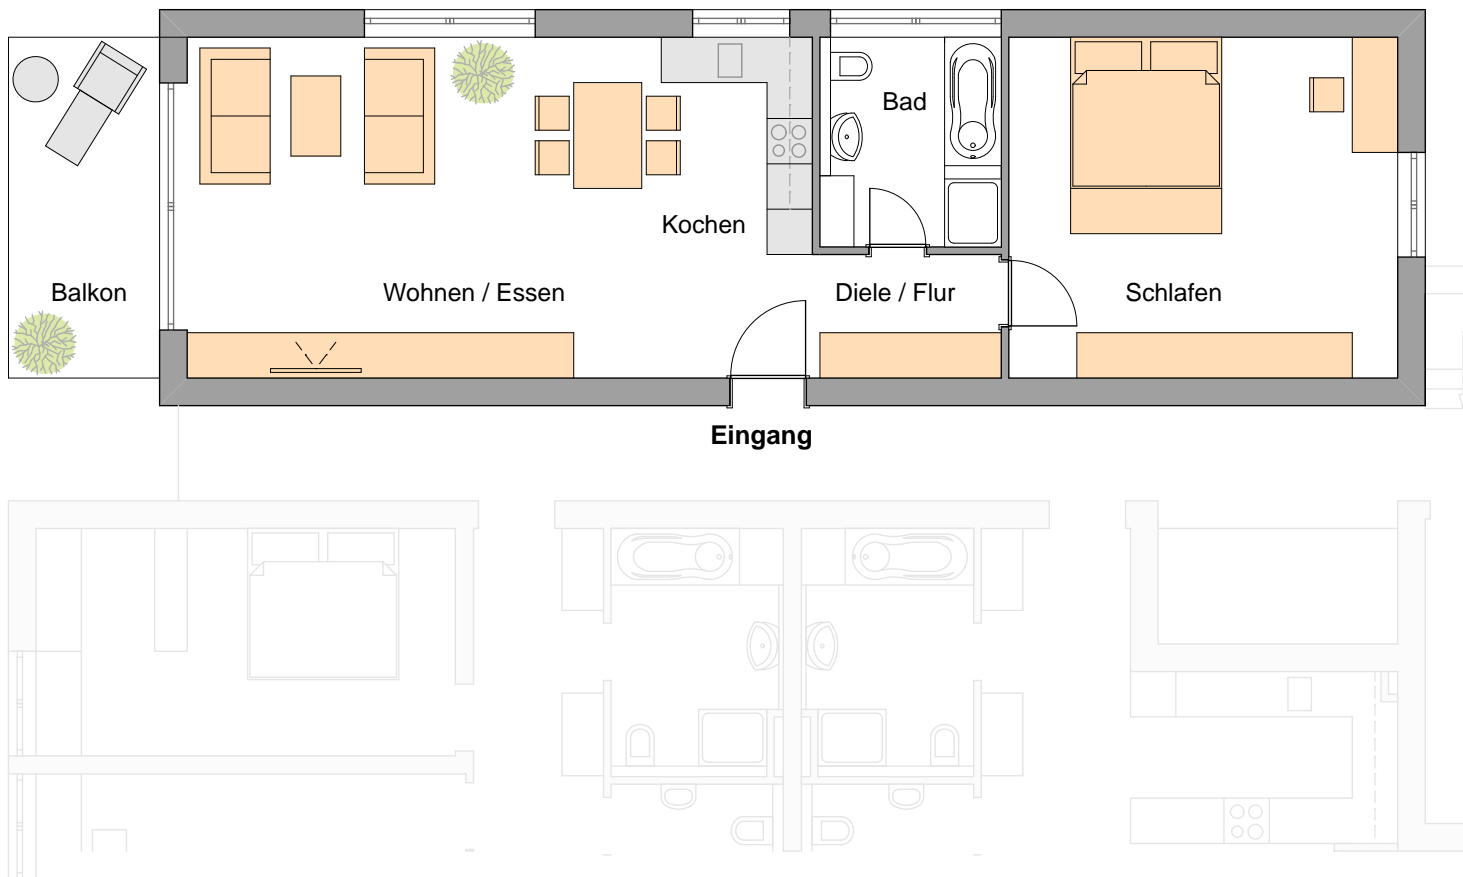 Bad
Kochen
Balkon
Wohnen / Essen
Diele / Flur
Schlafen
Eingang